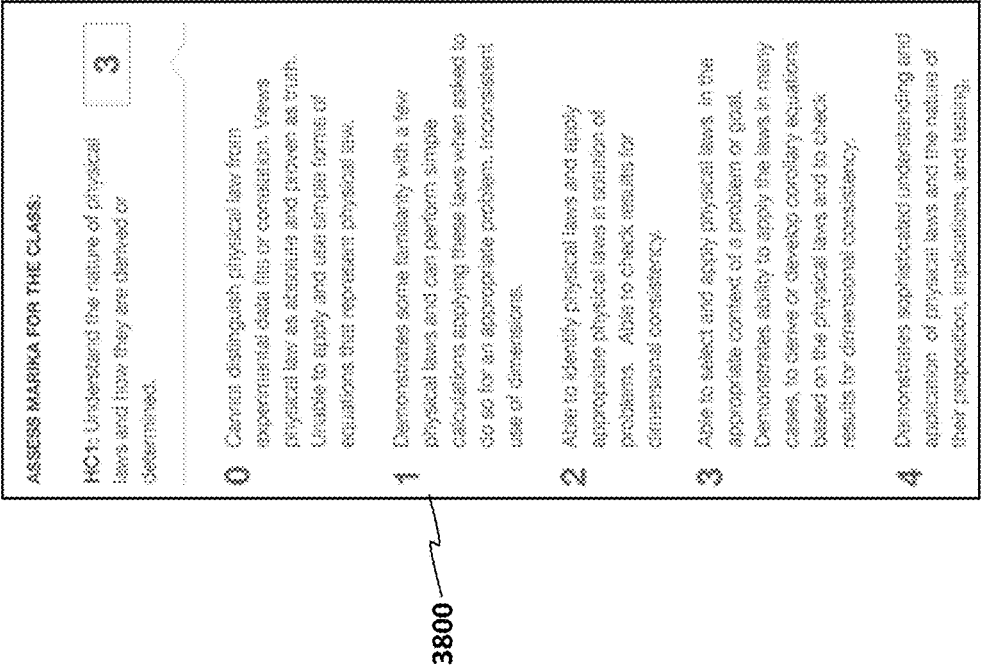 ASSESS MARIKA FOR THE CLASS:
HC1: Understand the nature of physical
laws and how they are derived or
determined.
3
0 Cannot distinguish physical law from
experimental data fits or correlation. Views
physical law as absolute and proven as truth.
Unable to apply and use simple forms of
equations that represent physical law.
1 Demonstrates some familiarity with a few
physical laws and can perform simple
calculations applying these laws when asked to
do so for an appropriate problem. Inconsistent
use of dimensions.
2 Able to identify physical laws and apply
appropriate physical laws in solution of
problems. Able to check results for
dimensional consistency.
3 Able to select and apply physical laws in the
appropriate context of a problem or goal.
Demonstrates ability to apply the laws in many
cases, to derive or develop corollary equations
based on the physical laws and to check
results for dimensional consistency.
4 Demonstrates sophisticated understanding and
application of physical laws and the nature of
their proposition, implications, and testing.
3800